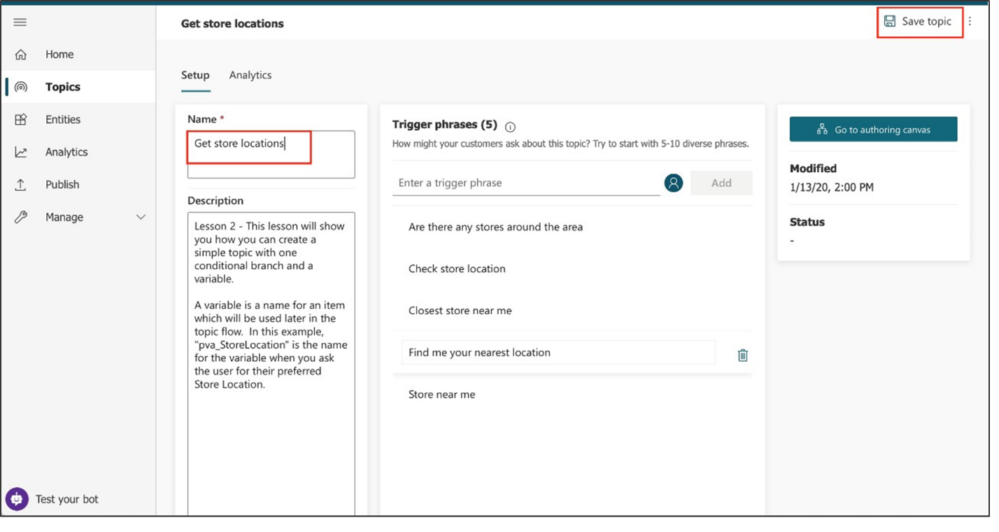 Get store locations
Save topic
Home
Topics
Entities
Analytics
Publish
Manage
Test your bot
Setup
Analytics
Name *
Get store locations
Description
Lesson 2 - This lesson will show
you how you can create a
simple topic with one
conditional branch and a
variable.
A variable is a name for an item
which will be used later in the
topic flow. In this example,
"pva_StoreLocation" is the name
for the variable when you ask
the user for their preferred
Store Location.
Trigger phrases (5)
How might your customers ask about this topic? Try to start with 5-10 diverse phrases.
Enter a trigger phrase
Add
Are there any stores around the area
Check store location
Closest store near me
Find me your nearest location
Store near me
Go to authoring canvas
Modified
1/13/20, 2:00 PM
Status
-